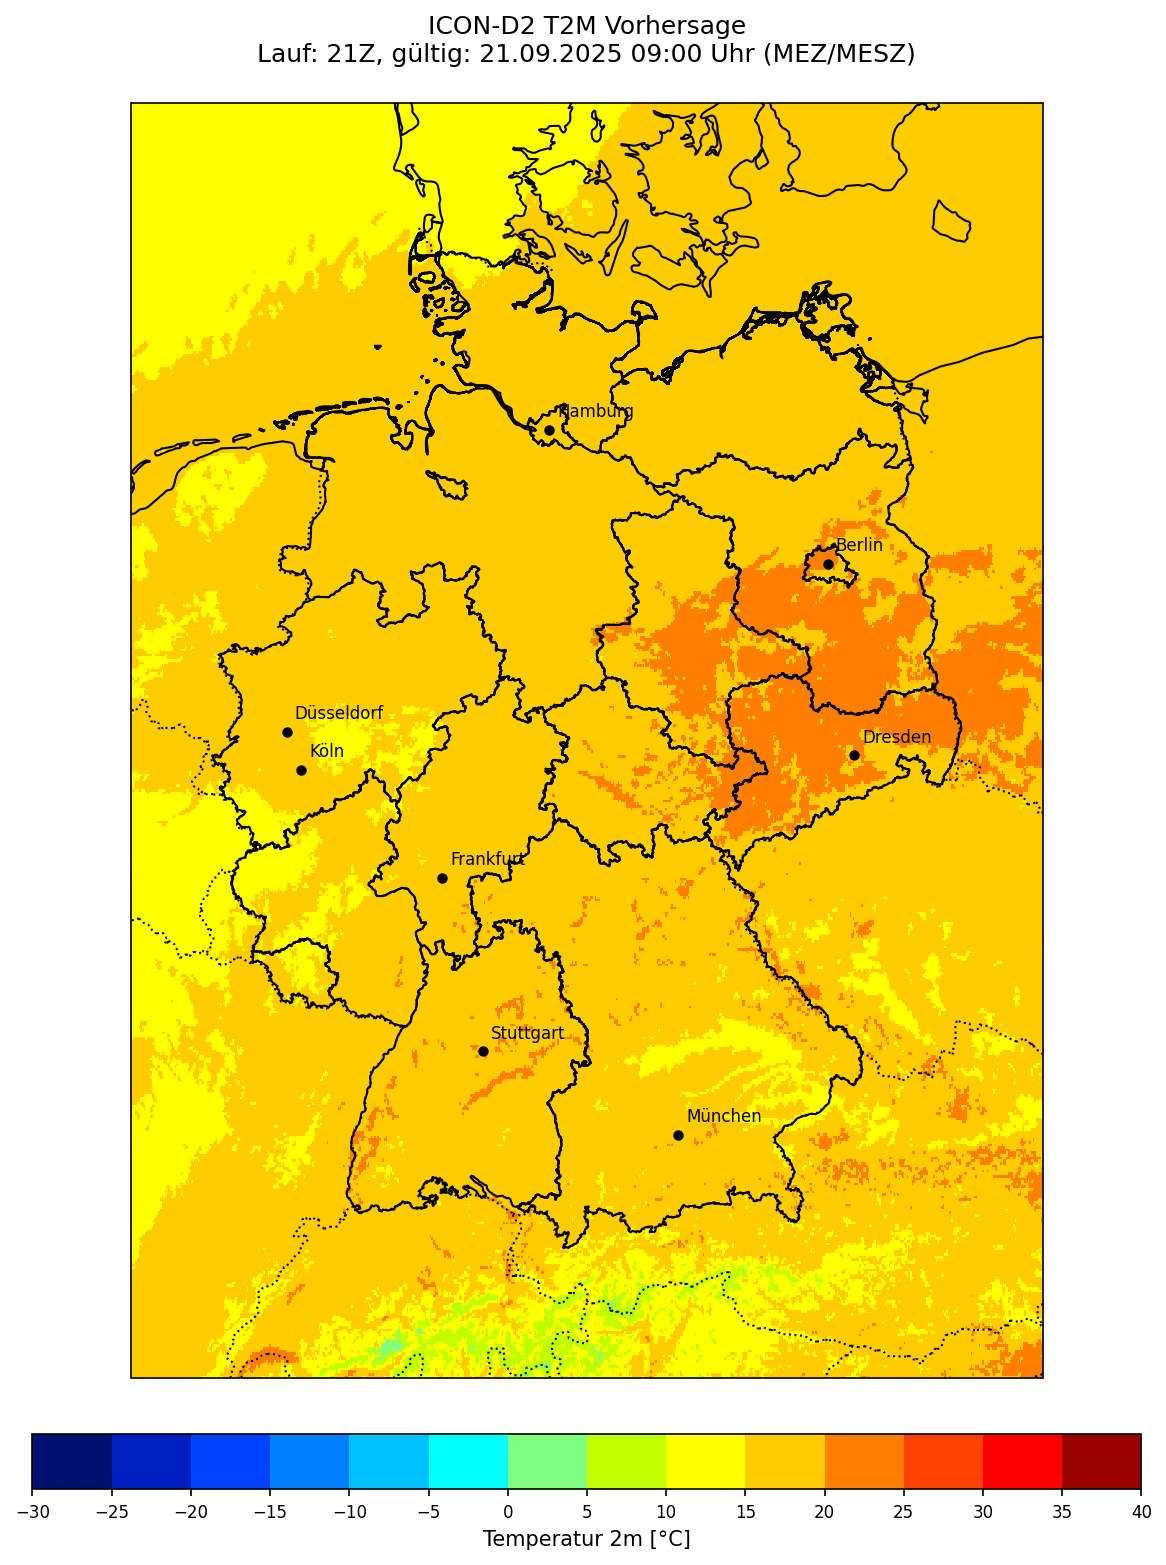 ICON-D2 T2M Vorhersage
Lauf: 21Z, gültig: 21.09.2025 09:00 Uhr (MEZ/MESZ)
Hamburg
Berlin
Düsseldorf
Köln
Dresden
Frankfurt
Stuttgart
München
−30 −25 −20 −15 −10 −5 0 5 10 15 20 25 30 35 40
Temperatur 2m [°C]